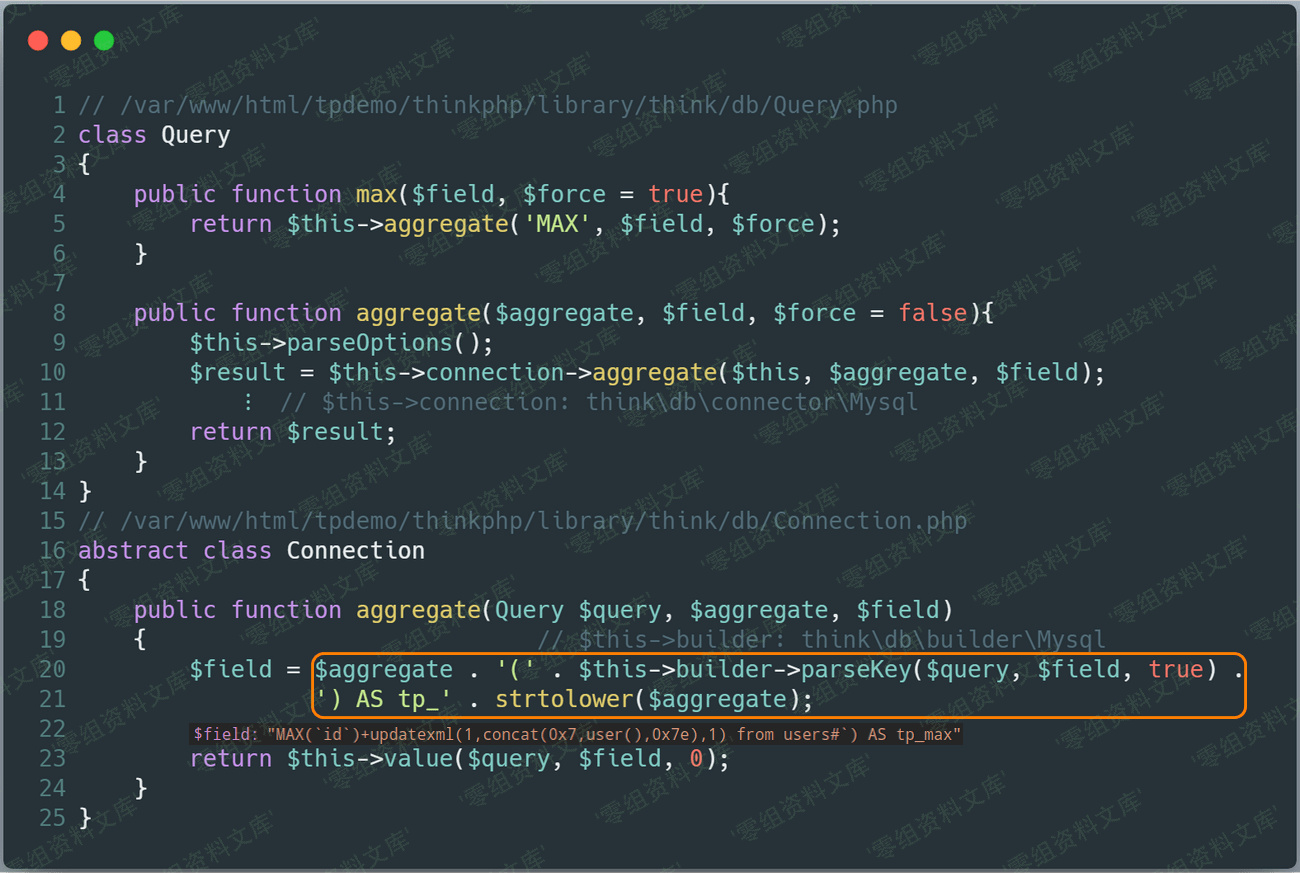 1 // /var/www/html/tpdemo/thinkphp/library/think/db/Query.php
2 class Query
3 {
4     public function max($field, $force = true){
5         return $this->aggregate('MAX', $field, $force);
6     }
7
8     public function aggregate($aggregate, $field, $force = false){
9         $this->parseOptions();
10         $result = $this->connection->aggregate($this, $aggregate, $field);
11             ⋮  // $this->connection: think\db\connector\Mysql
12         return $result;
13     }
14 }
15 // /var/www/html/tpdemo/thinkphp/library/think/db/Connection.php
16 abstract class Connection
17 {
18     public function aggregate(Query $query, $aggregate, $field)
19     {                            // $this->builder: think\db\builder\Mysql
20         $field = $aggregate . '(' . $this->builder->parseKey($query, $field, true) .
21                  ') AS tp_' . strtolower($aggregate);
22         $field: "MAX(`id`)+updatexml(1,concat(0x7,user(),0x7e),1) from users#`) AS tp_max"
23         return $this->value($query, $field, 0);
24     }
25 }
零组资料文库